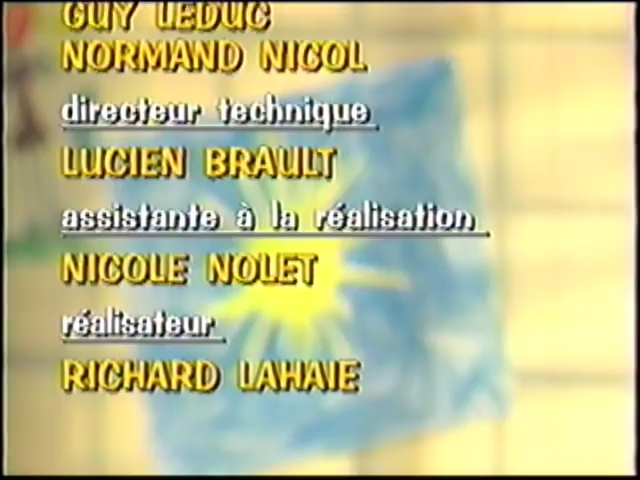 GUY LEDUC
NORMAND NICOL
directeur technique
LUCIEN BRAULT
assistante à la réalisation
NICOLE NOLET
réalisateur
RICHARD LAHAIE